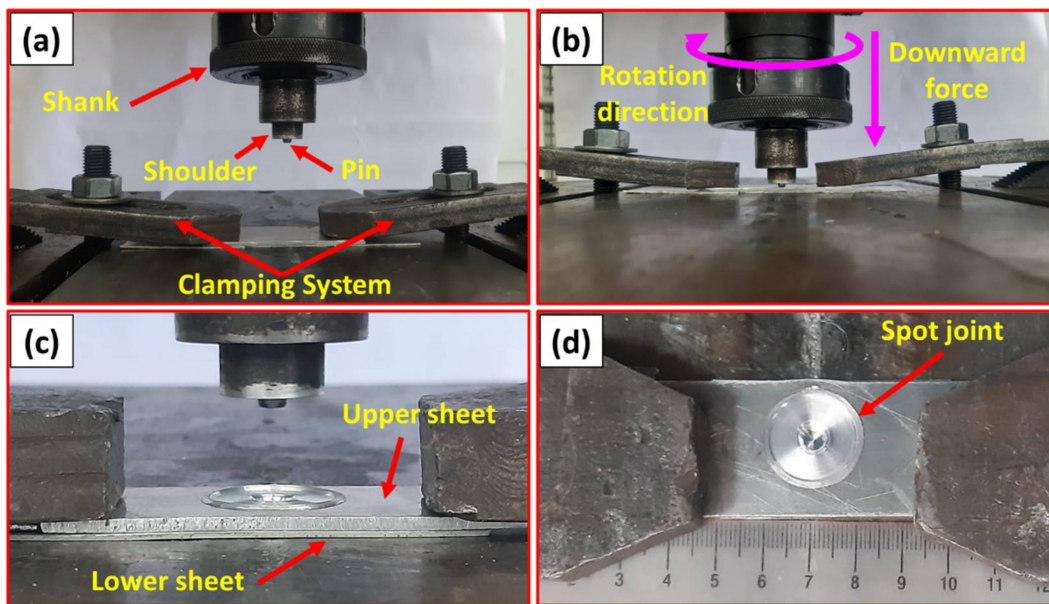 (a)
Shank
Shoulder
Pin
Clamping System
(b)
Rotation
direction
Downward
force
(c)
Upper sheet
Lower sheet
(d)
Spot joint
3 4 5 6 7 8 9 10 11